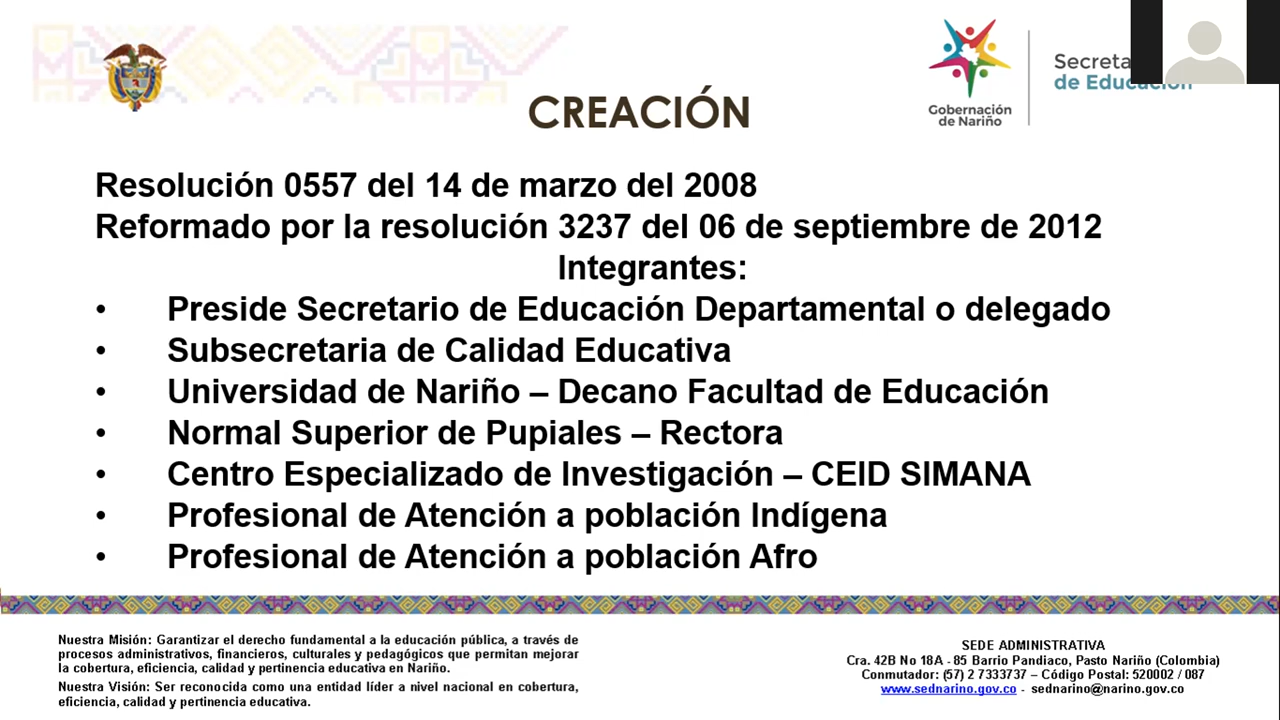 Gobernación
de Nariño
de Educación
CREACIÓN
Resolución 0557 del 14 de marzo del 2008
Reformado por la resolución 3237 del 06 de septiembre de 2012
Integrantes:
• Preside Secretario de Educación Departamental o delegado
• Subsecretaria de Calidad Educativa
• Universidad de Nariño – Decano Facultad de Educación
• Normal Superior de Pupiales – Rectora
• Centro Especializado de Investigación – CEID SIMANA
• Profesional de Atención a población Indígena
• Profesional de Atención a población Afro
Nuestra Misión: Garantizar el derecho fundamental a la educación pública, a través de
procesos administrativos, financieros, culturales y pedagógicos que permitan mejorar
la cobertura, eficiencia, calidad y pertinencia educativa en Nariño.
Nuestra Visión: Ser reconocida como una entidad líder a nivel nacional en cobertura,
eficiencia, calidad y pertinencia educativa.
SEDE ADMINISTRATIVA
Cra. 42B No 18A - 85 Barrio Pandiaco, Pasto Nariño (Colombia)
Conmutador: (57) 2 7333737 – Código Postal: 520002 / 087
www.sednarino.gov.co - sednarino@narino.gov.co